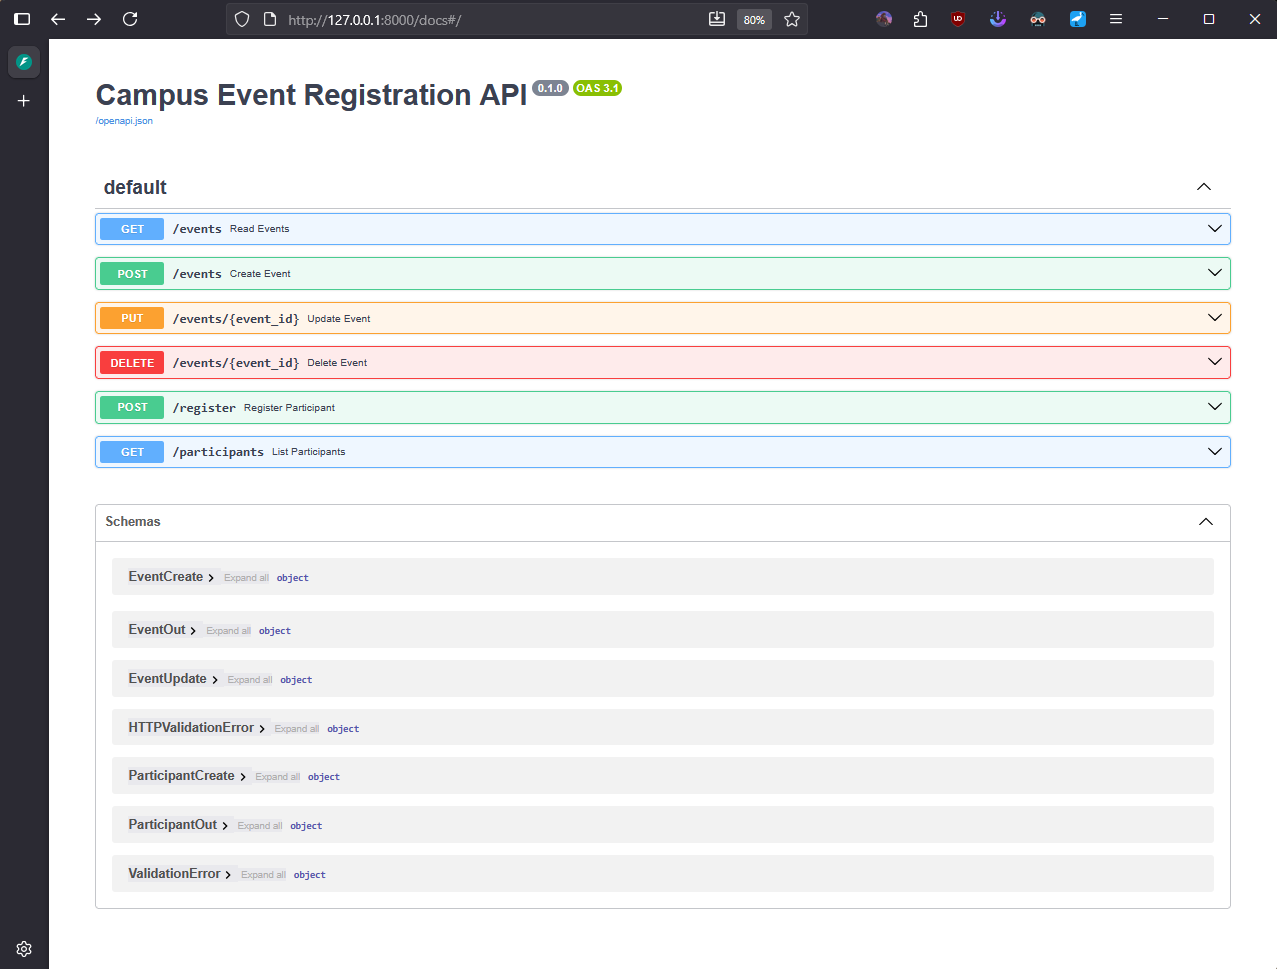 http://127.0.0.1:8000/docs#/
80%
Campus Event Registration API 0.1.0 OAS 3.1
/openapi.json
default
GET /events Read Events
POST /events Create Event
PUT /events/{event_id} Update Event
DELETE /events/{event_id} Delete Event
POST /register Register Participant
GET /participants List Participants
Schemas
EventCreate Expand all object
EventOut Expand all object
EventUpdate Expand all object
HTTPValidationError Expand all object
ParticipantCreate Expand all object
ParticipantOut Expand all object
ValidationError Expand all object